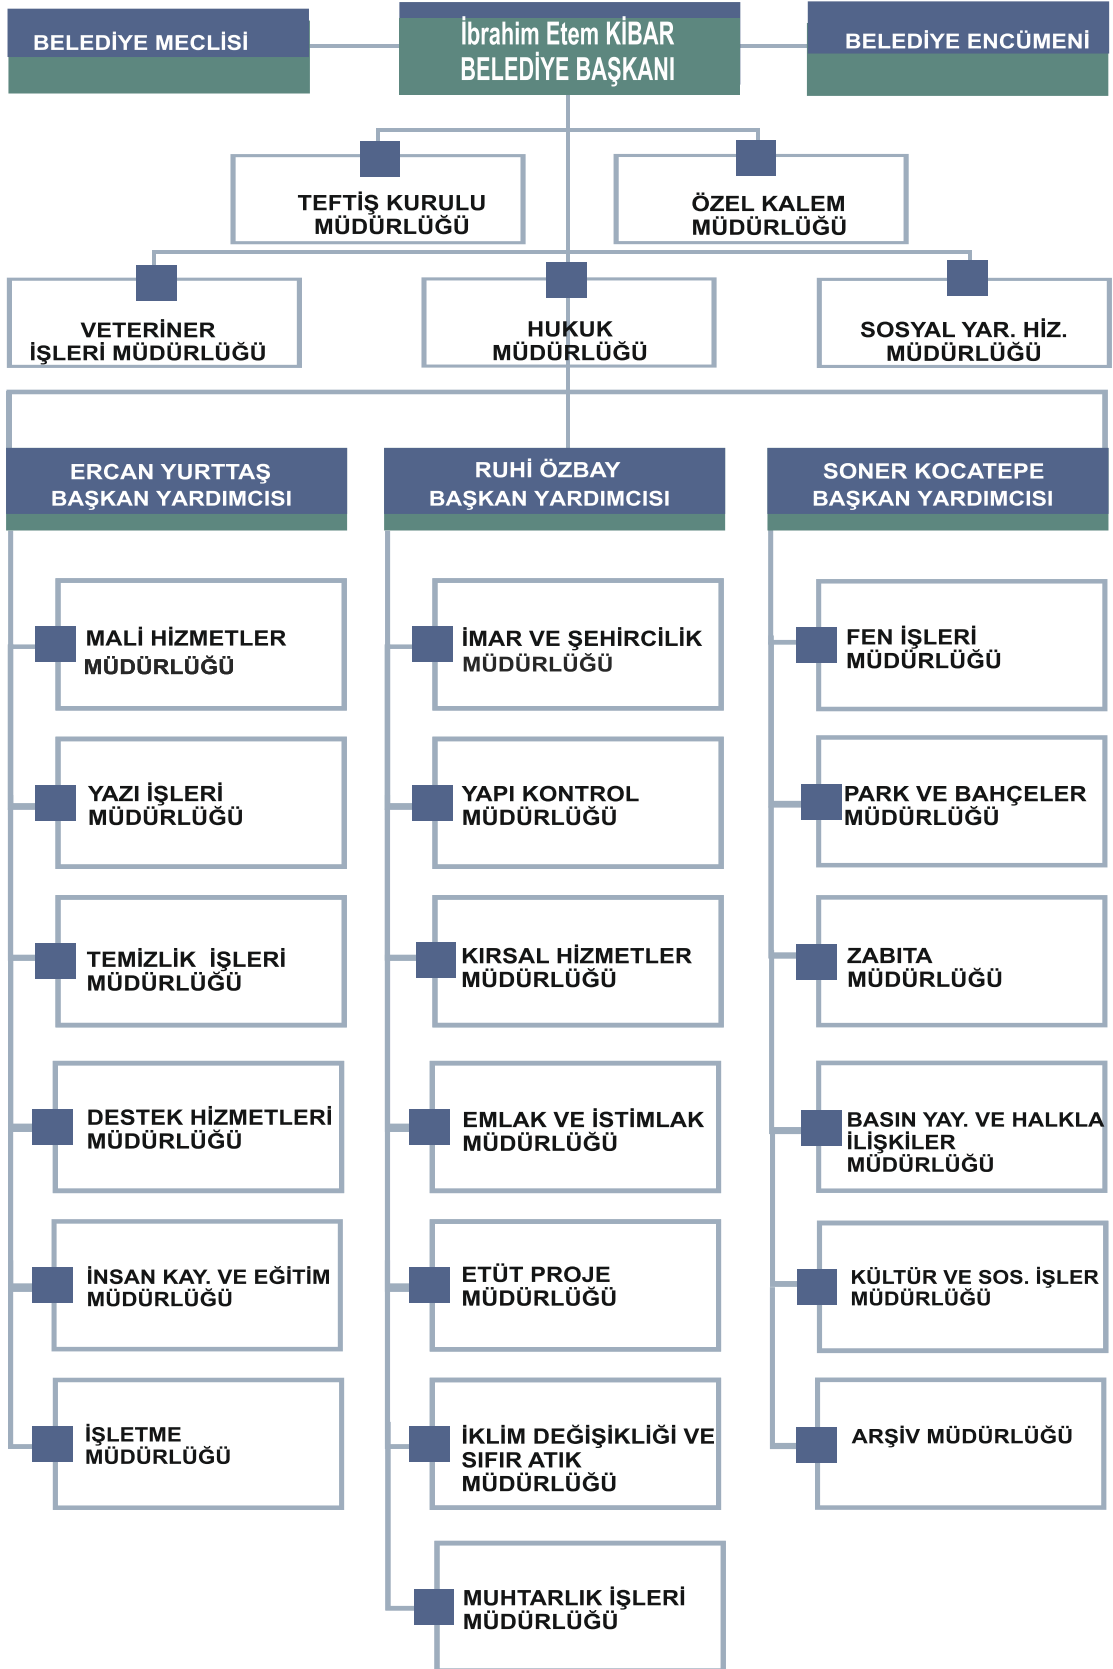 BELEDİYE MECLİSİ
İbrahim Etem KİBAR
BELEDİYE BAŞKANI
BELEDİYE ENCÜMENİ
TEFTİŞ KURULU
MÜDÜRLÜĞÜ
ÖZEL KALEM
MÜDÜRLÜĞÜ
VETERİNER
İŞLERİ MÜDÜRLÜĞÜ
HUKUK
MÜDÜRLÜĞÜ
SOSYAL YAR. HİZ.
MÜDÜRLÜĞÜ
ERCAN YURTTAŞ
BAŞKAN YARDIMCISI
MALİ HİZMETLER
MÜDÜRLÜĞÜ
YAZI İŞLERİ
MÜDÜRLÜĞÜ
TEMİZLİK  İŞLERİ
MÜDÜRLÜĞÜ
DESTEK HİZMETLERİ
MÜDÜRLÜĞÜ
İNSAN KAY. VE EĞİTİM
MÜDÜRLÜĞÜ
İŞLETME
MÜDÜRLÜĞÜ
RUHİ ÖZBAY
BAŞKAN YARDIMCISI
İMAR VE ŞEHİRCİLİK
MÜDÜRLÜĞÜ
YAPI KONTROL
MÜDÜRLÜĞÜ
KIRSAL HİZMETLER
MÜDÜRLÜĞÜ
EMLAK VE İSTİMLAK
MÜDÜRLÜĞÜ
ETÜT PROJE
MÜDÜRLÜĞÜ
İKLİM DEĞİŞİKLİĞİ VE
SIFIR ATIK
MÜDÜRLÜĞÜ
MUHTARLIK İŞLERİ
MÜDÜRLÜĞÜ
SONER KOCATEPE
BAŞKAN YARDIMCISI
FEN İŞLERİ
MÜDÜRLÜĞÜ
PARK VE BAHÇELER
MÜDÜRLÜĞÜ
ZABITA
MÜDÜRLÜĞÜ
BASIN YAY. VE HALKLA
İLİŞKİLER
MÜDÜRLÜĞÜ
KÜLTÜR VE SOS. İŞLER
MÜDÜRLÜĞÜ
ARŞİV MÜDÜRLÜĞÜ